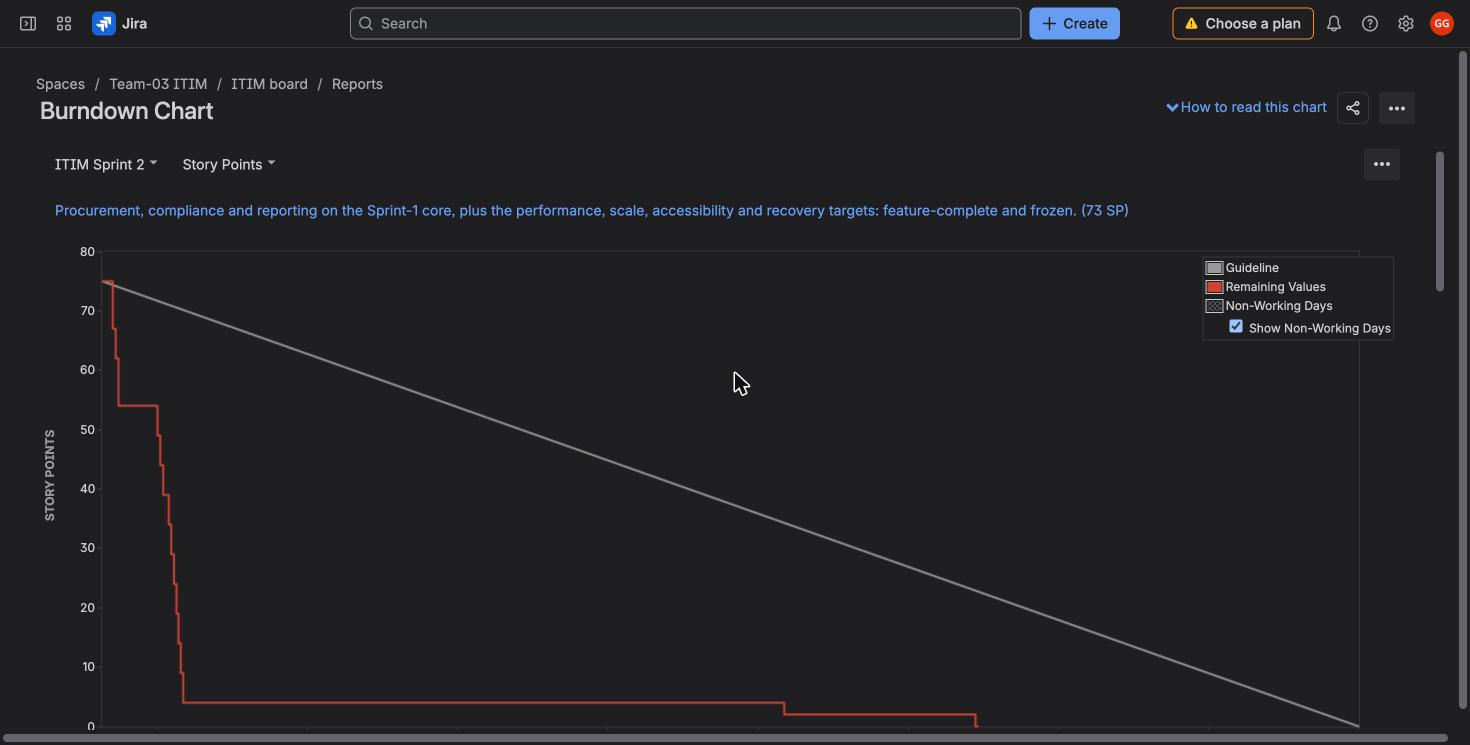 Jira
Search
+ Create
Choose a plan
GG
Spaces / Team-03 ITIM / ITIM board / Reports
Burndown Chart
How to read this chart
ITIM Sprint 2
Story Points
Procurement, compliance and reporting on the Sprint-1 core, plus the performance, scale, accessibility and recovery targets: feature-complete and frozen. (73 SP)
80
70
60
50
40
30
20
10
0
STORY POINTS
Guideline
Remaining Values
Non-Working Days
Show Non-Working Days